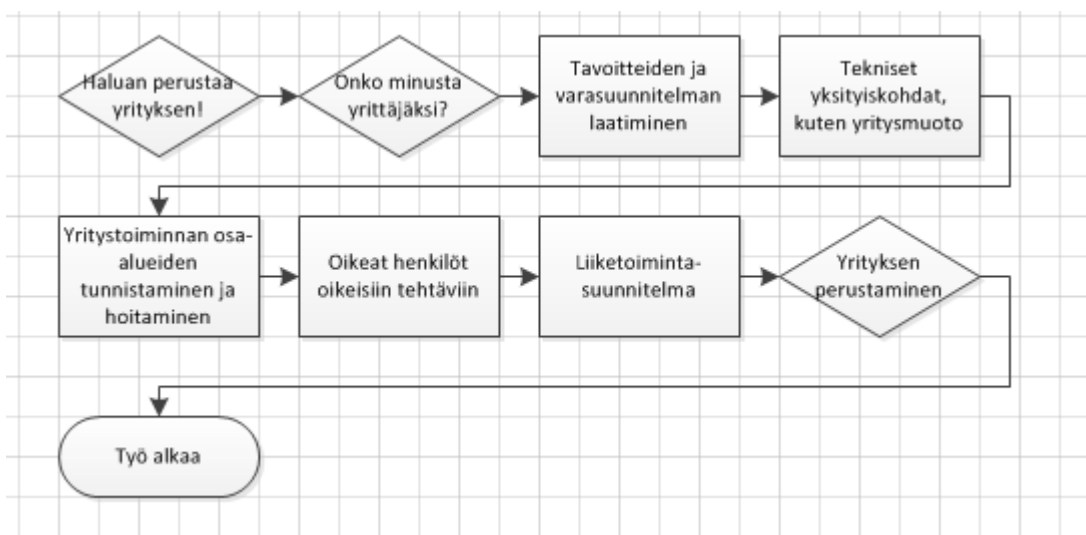 Haluan perustaa
yrityksen!
Onko minusta
yrittäjäksi?
Tavoitteiden ja
varasuunnitelman
laatiminen
Tekniset
yksityiskohdat,
kuten yritysmuoto
Yritystoiminnan osa-
alueiden
tunnistaminen ja
hoitaminen
Oikeat henkilöt
oikeisiin tehtäviin
Liiketoiminta-
suunnitelma
Yrityksen
perustaminen
Työ alkaa